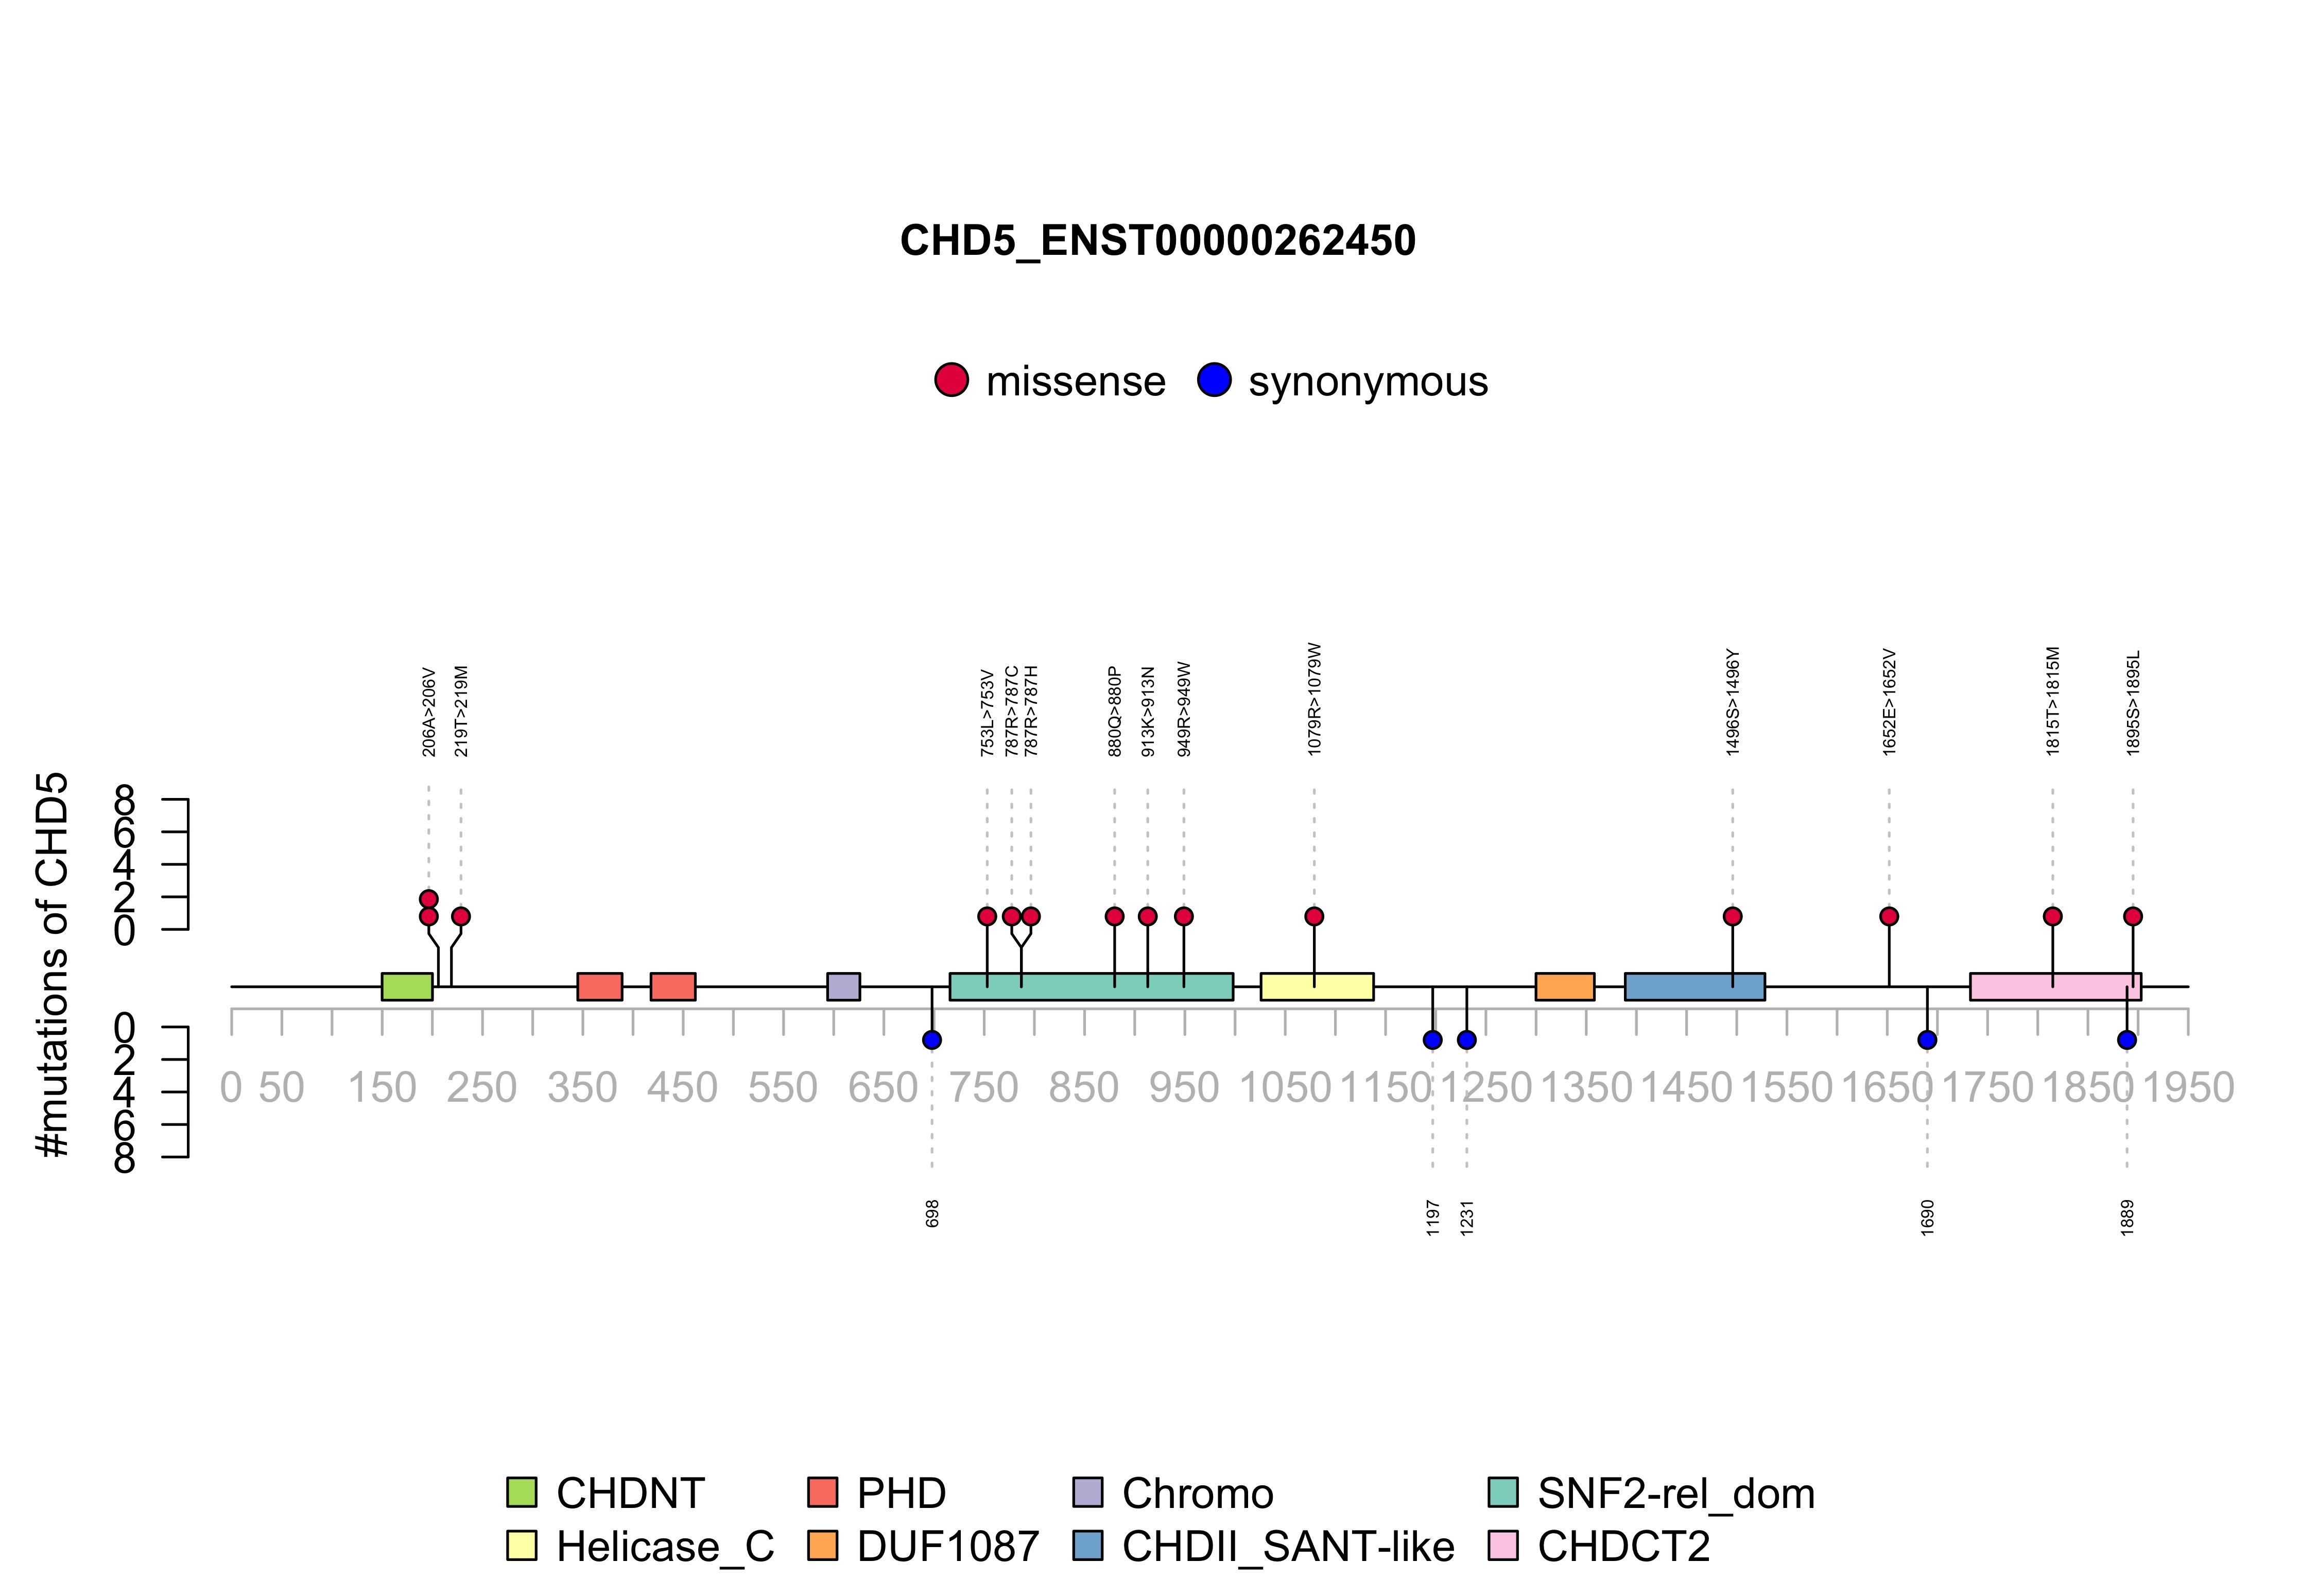 CHD5_ENST00000262450
missense synonymous
206A>206V 219T>219M 753L>753V 787R>787C 787R>787H 880Q>880P 913K>913N 949R>949W 1079R>1079W 1496S>1496Y 1652E>1652V 1815T>1815M 1895S>1895L
#mutations of CHD5
8
6
4
2
0
0
2
4
6
8
0 50 150 250 350 450 550 650 750 850 950 1050 1150 1250 1350 1450 1550 1650 1750 1850 1950
698 1197 1231 1690 1889
CHDNT PHD Chromo SNF2-rel_dom
Helicase_C DUF1087 CHDII_SANT-like CHDCT2